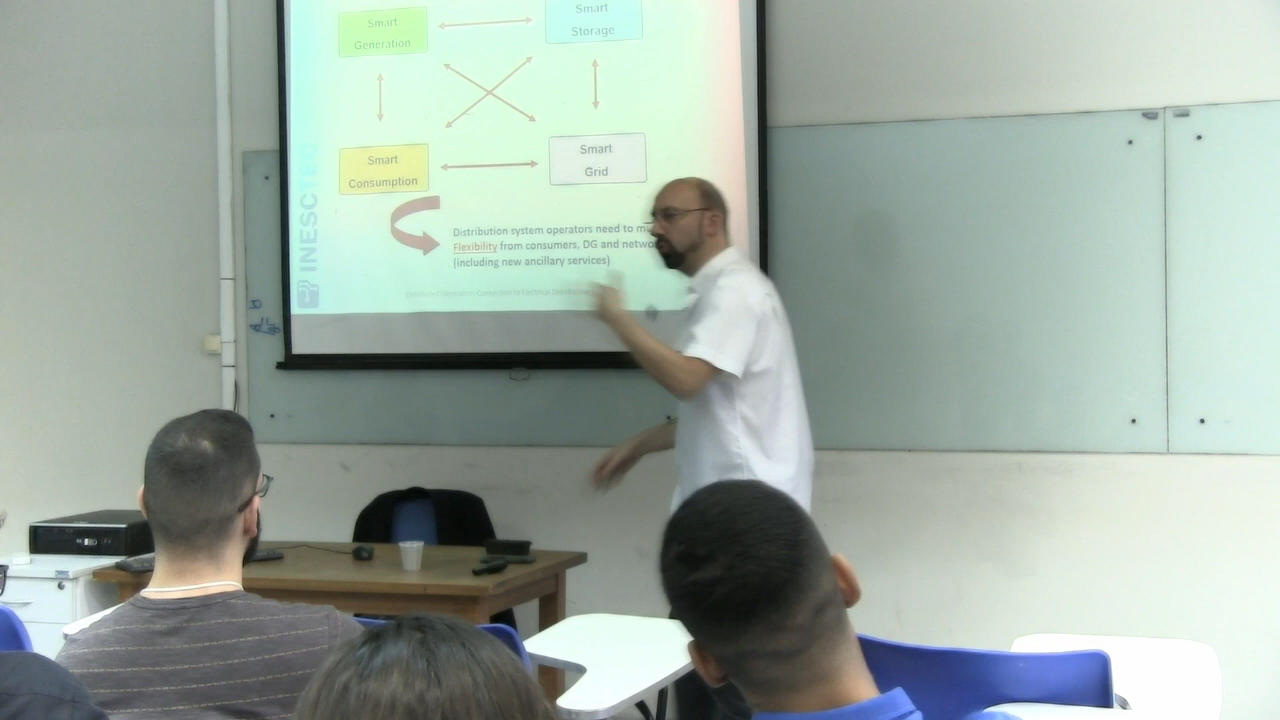 Smart
Generation
Smart
Storage
Smart
Consumption
Smart
Grid
Distribution system operators need to
Flexibility from consumers, DG and
(including new ancillary services)
INESCTEC